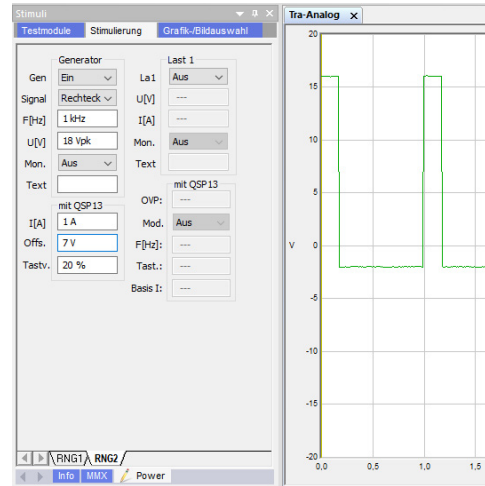 Stimuli
Testmodule Stimulierung Grafik-/Bildauswahl
Generator
Gen Ein
Signal Rechteck
F[Hz] 1 kHz
U[V] 18 Vpk
Mon. Aus
Text
mit QSP13
I[A] 1 A
Offs. 7 V
Tastv. 20 %
Last 1
La1 Aus
U[V] ---
I[A] ---
Mon. Aus
Text
mit QSP13
OVP: ---
Mod. Aus
F[Hz]: ---
Tast.: ---
Basis I: ---
RNG1 RNG2
Info MMX Power
Tra-Analog x
20
15
10
5
V 0
-5
-10
-15
-20
0,0 0,5 1,0 1,5